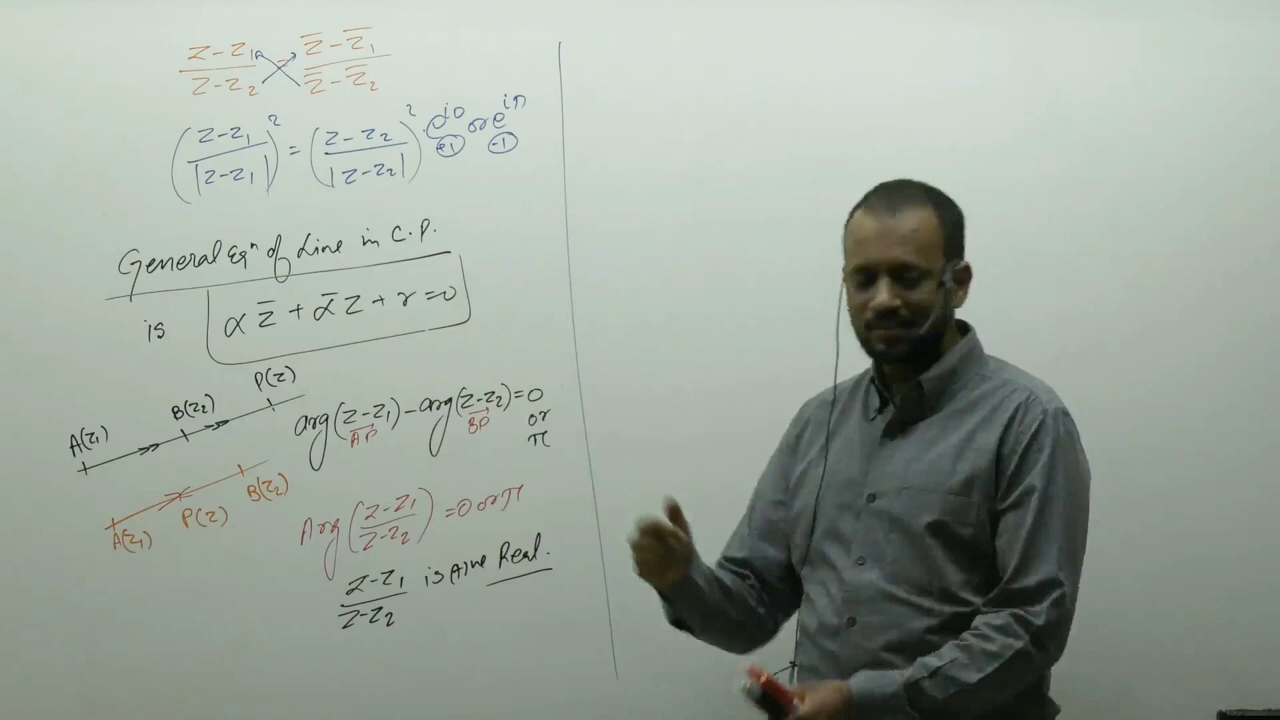 z-z₁/z-z₂ = z̄-z̄₁/z̄-z̄₂
(z-z₁/|z-z₁|)² = (z-z₂/|z-z₂|)² · e^{i0} or e^{iπ}
+1 -1
General Eqⁿ of Line in C.P.
is αz̄ + ᾱz + r = 0
A(z₁) B(z₂) P(z)
arg(z-z₁) - arg(z-z₂) = 0
AP BP or
π
A(z₁) P(z) B(z₂)
Arg(z-z₁/z-z₂) = 0 or π
z-z₁/z-z₂ is Real.